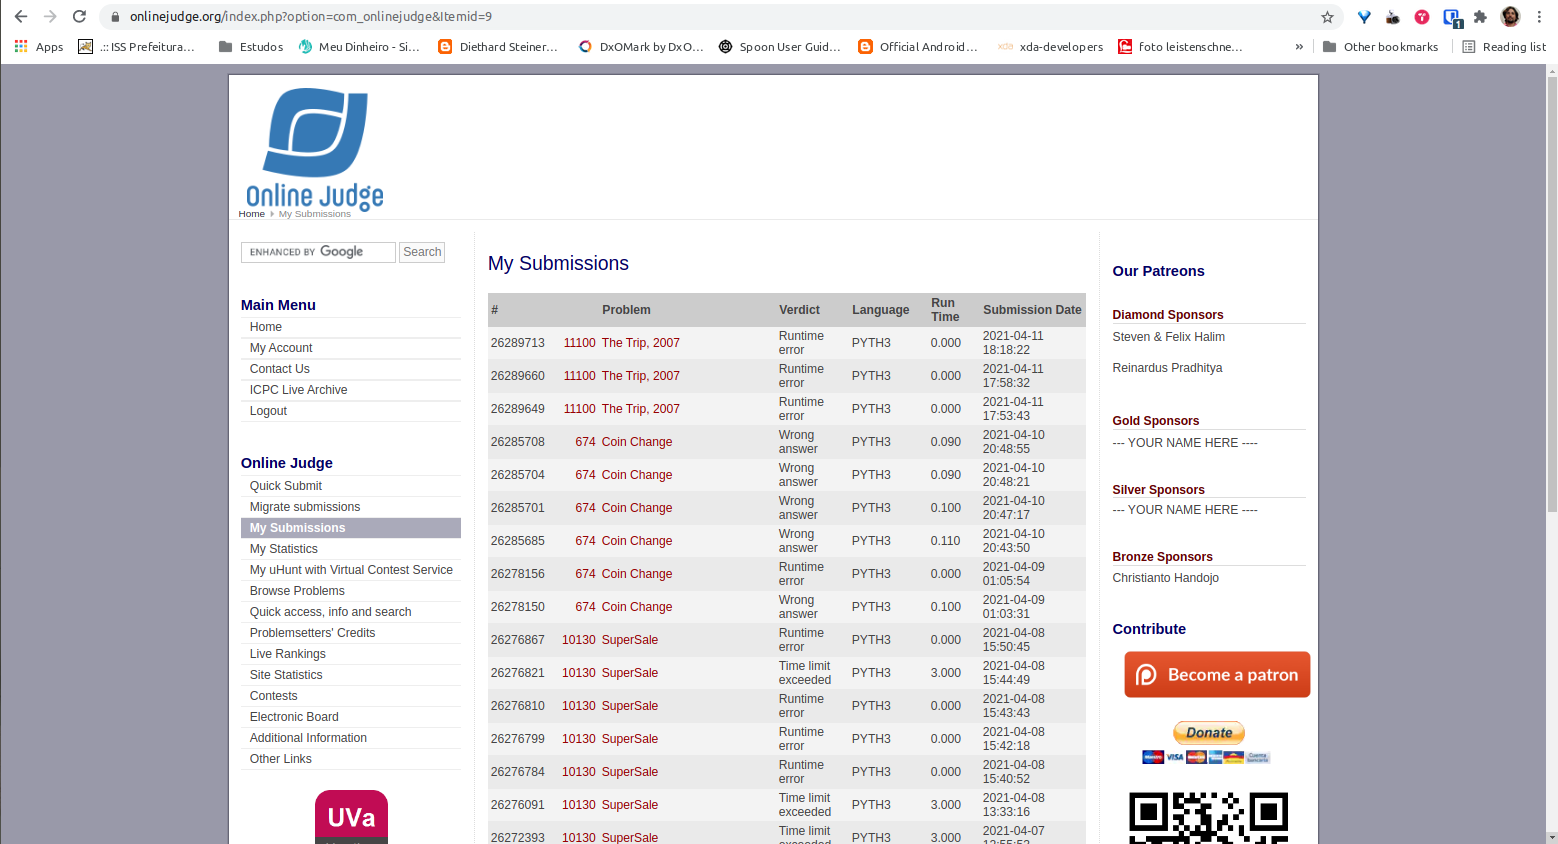 onlinejudge.org/index.php?option=com_onlinejudge&Itemid=9
1
Apps
.:: ISS Prefeitura...
Estudos
Meu Dinheiro - Si...
Diethard Steiner...
DxOMark by DxO...
Spoon User Guid...
Official Android...
xda
xda-developers
foto leistenschne...
»
Other bookmarks
Reading list
Online Judge
Home
My Submissions
ENHANCED BY Google
Search
Main Menu
Home
My Account
Contact Us
ICPC Live Archive
Logout
Online Judge
Quick Submit
Migrate submissions
My Submissions
My Statistics
My uHunt with Virtual Contest Service
Browse Problems
Quick access, info and search
Problemsetters' Credits
Live Rankings
Site Statistics
Contests
Electronic Board
Additional Information
Other Links
UVa
My Submissions
# Problem Verdict Language Run Time Submission Date
26289713 11100 The Trip, 2007 Runtime error PYTH3 0.000 2021-04-11 18:18:22
26289660 11100 The Trip, 2007 Runtime error PYTH3 0.000 2021-04-11 17:58:32
26289649 11100 The Trip, 2007 Runtime error PYTH3 0.000 2021-04-11 17:53:43
26285708 674 Coin Change Wrong answer PYTH3 0.090 2021-04-10 20:48:55
26285704 674 Coin Change Wrong answer PYTH3 0.090 2021-04-10 20:48:21
26285701 674 Coin Change Wrong answer PYTH3 0.100 2021-04-10 20:47:17
26285685 674 Coin Change Wrong answer PYTH3 0.110 2021-04-10 20:43:50
26278156 674 Coin Change Runtime error PYTH3 0.000 2021-04-09 01:05:54
26278150 674 Coin Change Wrong answer PYTH3 0.100 2021-04-09 01:03:31
26276867 10130 SuperSale Runtime error PYTH3 0.000 2021-04-08 15:50:45
26276821 10130 SuperSale Time limit exceeded PYTH3 3.000 2021-04-08 15:44:49
26276810 10130 SuperSale Runtime error PYTH3 0.000 2021-04-08 15:43:43
26276799 10130 SuperSale Runtime error PYTH3 0.000 2021-04-08 15:42:18
26276784 10130 SuperSale Runtime error PYTH3 0.000 2021-04-08 15:40:52
26276091 10130 SuperSale Time limit exceeded PYTH3 3.000 2021-04-08 13:33:16
26272393 10130 SuperSale Time limit PYTH3 3.000 2021-04-07
Our Patreons
Diamond Sponsors
Steven & Felix Halim
Reinardus Pradhitya
Gold Sponsors
--- YOUR NAME HERE ----
Silver Sponsors
--- YOUR NAME HERE ----
Bronze Sponsors
Christianto Handojo
Contribute
Become a patron
Donate
VISA